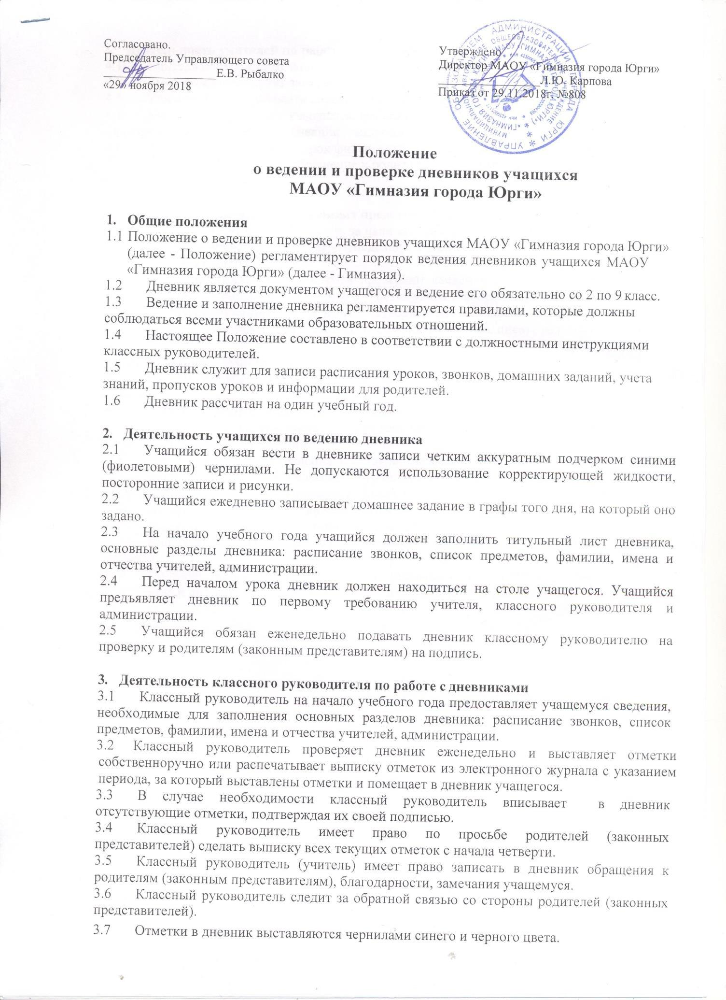 Согласовано.
Председатель Управляющего совета
__________________Е.В. Рыбалко
«29» ноября 2018
Утверждено
Директор МАОУ «Гимназия города Юрги»
________________Л.Ю. Карпова
Приказ от 29.11.2018г. №808
Положение
о ведении и проверке дневников учащихся
МАОУ «Гимназия города Юрги»
1. Общие положения
1.1 Положение о ведении и проверке дневников учащихся МАОУ «Гимназия города Юрги»
(далее - Положение) регламентирует порядок ведения дневников учащихся МАОУ
«Гимназия города Юрги» (далее - Гимназия).
1.2 Дневник является документом учащегося и ведение его обязательно со 2 по 9 класс.
1.3 Ведение и заполнение дневника регламентируется правилами, которые должны
соблюдаться всеми участниками образовательных отношений.
1.4 Настоящее Положение составлено в соответствии с должностными инструкциями
классных руководителей.
1.5 Дневник служит для записи расписания уроков, звонков, домашних заданий, учета
знаний, пропусков уроков и информации для родителей.
1.6 Дневник рассчитан на один учебный год.
2. Деятельность учащихся по ведению дневника
2.1 Учащийся обязан вести в дневнике записи четким аккуратным подчерком синими
(фиолетовыми) чернилами. Не допускаются использование корректирующей жидкости,
посторонние записи и рисунки.
2.2 Учащийся ежедневно записывает домашнее задание в графы того дня, на который оно
задано.
2.3 На начало учебного года учащийся должен заполнить титульный лист дневника,
основные разделы дневника: расписание звонков, список предметов, фамилии, имена и
отчества учителей, администрации.
2.4 Перед началом урока дневник должен находиться на столе учащегося. Учащийся
предъявляет дневник по первому требованию учителя, классного руководителя и
администрации.
2.5 Учащийся обязан еженедельно подавать дневник классному руководителю на
проверку и родителям (законным представителям) на подпись.
3. Деятельность классного руководителя по работе с дневниками
3.1 Классный руководитель на начало учебного года предоставляет учащемуся сведения,
необходимые для заполнения основных разделов дневника: расписание звонков, список
предметов, фамилии, имена и отчества учителей, администрации.
3.2 Классный руководитель проверяет дневник еженедельно и выставляет отметки
собственноручно или распечатывает выписку отметок из электронного журнала с указанием
периода, за который выставлены отметки и помещает в дневник учащегося.
3.3 В случае необходимости классный руководитель вписывает в дневник
отсутствующие отметки, подтверждая их своей подписью.
3.4 Классный руководитель имеет право по просьбе родителей (законных
представителей) сделать выписку всех текущих отметок с начала четверти.
3.5 Классный руководитель (учитель) имеет право записать в дневник обращения к
родителям (законным представителям), благодарности, замечания учащемуся.
3.6 Классный руководитель следит за обратной связью со стороны родителей (законных
представителей).
3.7 Отметки в дневник выставляются чернилами синего и черного цвета.